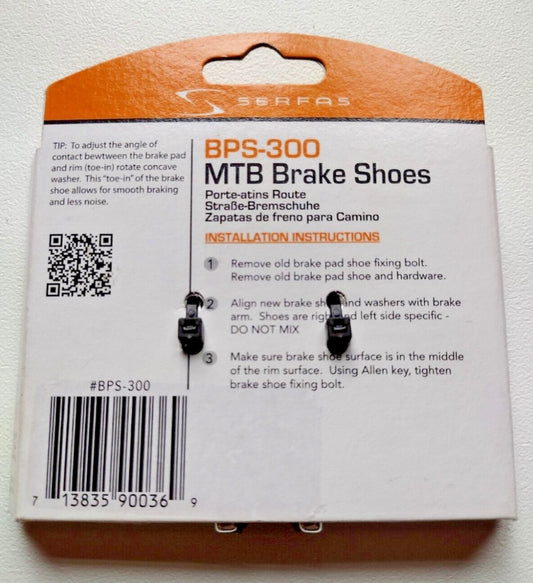 SERFAS
TIP: To adjust the angle of
contact bewtween the brake pad
and rim (toe-in) rotate concave
washer. This "toe-in" of the brake
shoe allows for smooth braking
and less noise.
BPS-300
MTB Brake Shoes
Porte-atins Route
Straße-Bremschuhe
Zapatas de freno para Camino
INSTALLATION INSTRUCTIONS
1 Remove old brake pad shoe fixing bolt.
Remove old brake pad shoe and hardware.
2 Align new brake and washers with brake
arm. Shoes are right and left side specific -
DO NOT MIX
3 Make sure brake shoe surface is in the middle
of the rim surface. Using Allen key, tighten
brake shoe fixing bolt.
#BPS-300
7 13835 90036 9